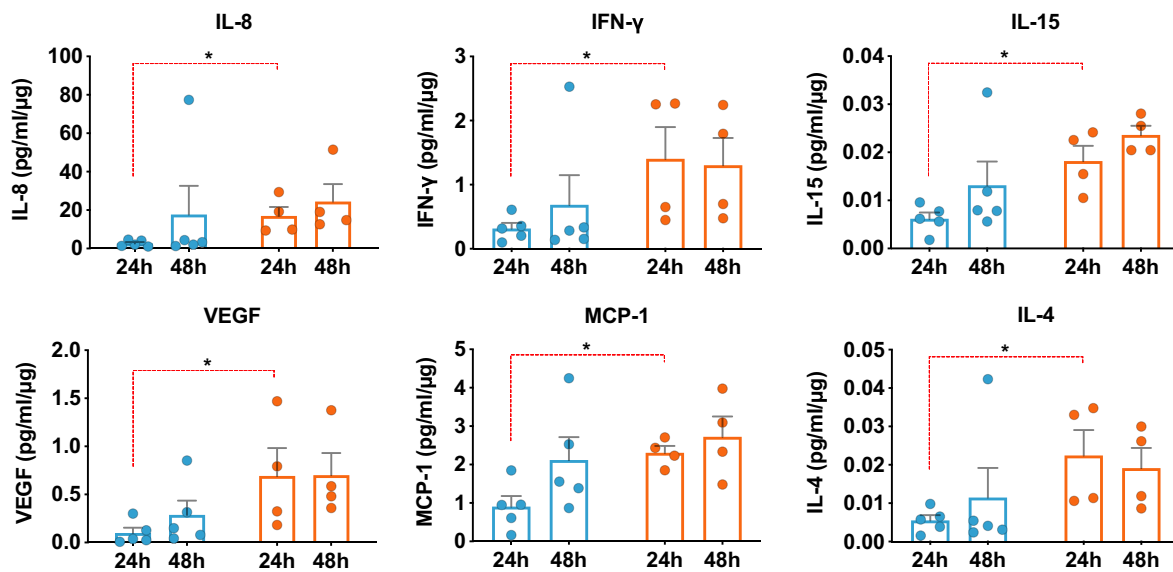 IL-8
IL-8 (pg/ml/µg)
100
80
60
40
20
0
*
24h 48h 24h 48h
IFN-γ
IFN-γ (pg/ml/µg)
3
2
1
0
*
24h 48h 24h 48h
IL-15
IL-15 (pg/ml/µg)
0.04
0.03
0.02
0.01
0.00
*
24h 48h 24h 48h
VEGF
VEGF (pg/ml/µg)
2.0
1.5
1.0
0.5
0.0
*
24h 48h 24h 48h
MCP-1
MCP-1 (pg/ml/µg)
5
4
3
2
1
0
*
24h 48h 24h 48h
IL-4
IL-4 (pg/ml/µg)
0.05
0.04
0.03
0.02
0.01
0.00
*
24h 48h 24h 48h